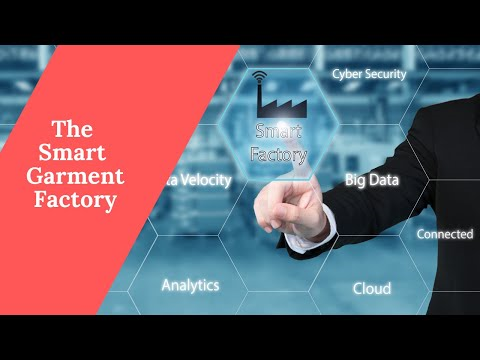 The
Smart
Garment
Factory
Cyber Security
Smart
Factory
ta Velocity
Big Data
Connected
Analytics
Cloud